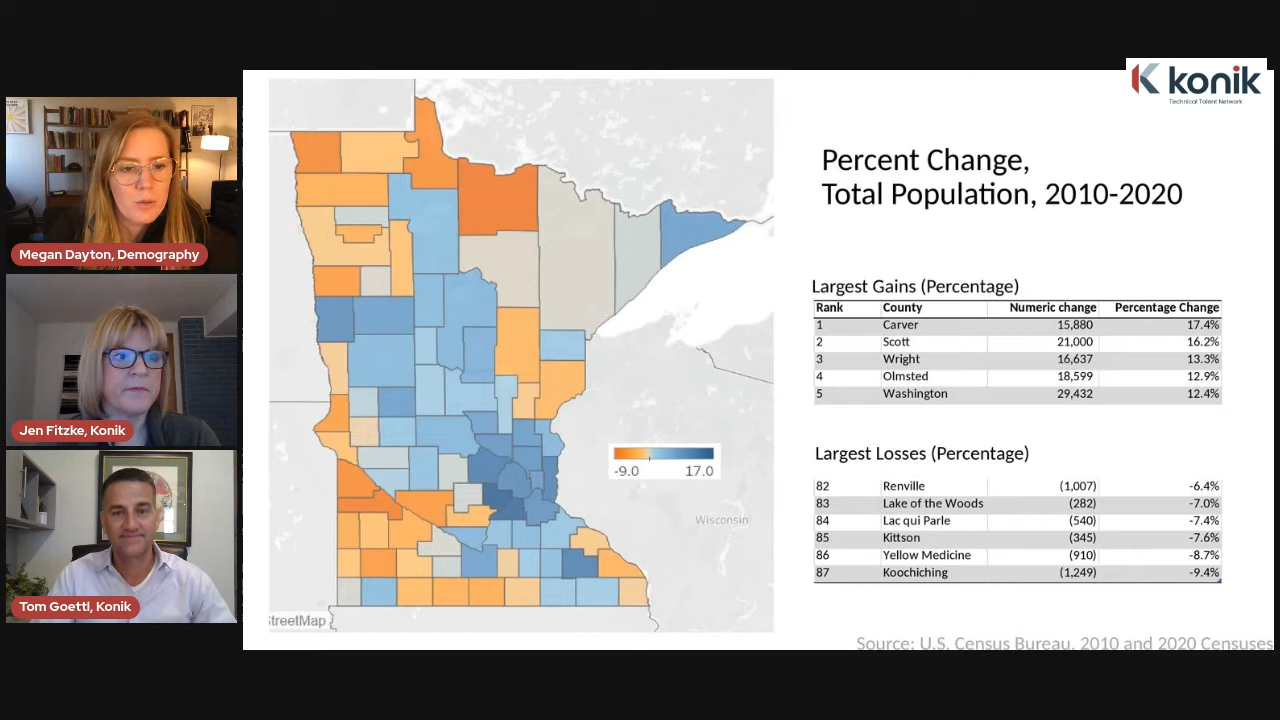 konik
Technical Talent Network
Megan Dayton, Demography
Jen Fitzke, Konik
Tom Goettl, Konik
Percent Change,
Total Population, 2010-2020
Largest Gains (Percentage)
Rank County Numeric change Percentage Change
1 Carver 15,880 17.4%
2 Scott 21,000 16.2%
3 Wright 16,637 13.3%
4 Olmsted 18,599 12.9%
5 Washington 29,432 12.4%
Largest Losses (Percentage)
82 Renville (1,007) -6.4%
83 Lake of the Woods (282) -7.0%
84 Lac qui Parle (540) -7.4%
85 Kittson (345) -7.6%
86 Yellow Medicine (910) -8.7%
87 Koochiching (1,249) -9.4%
-9.0 17.0
Wisconsin
StreetMap
Source: U.S. Census Bureau, 2010 and 2020 Censuses